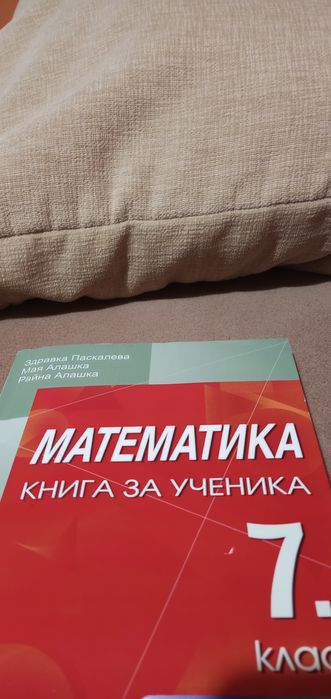 Здравка Паскалева
Мая Алашка
Райна Алашка
МАТЕМАТИКА
КНИГА ЗА УЧЕНИКА
7.
клас